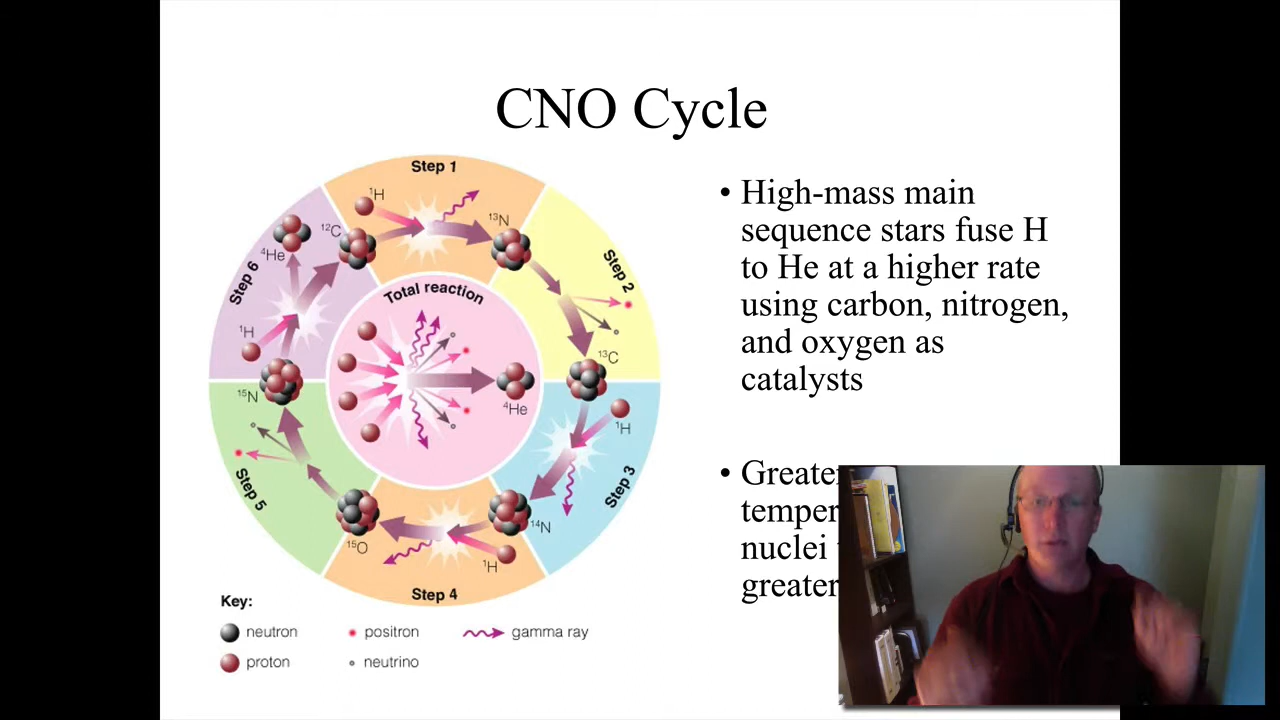 CNO Cycle
Step 1
¹H
¹²C
¹³N
⁴He
Step 6
Step 2
Total reaction
¹H
¹³C
¹⁵N
⁴He
¹H
Step 5
Step 3
¹⁴N
¹⁵O
¹H
Step 4
Key:
neutron
positron
gamma ray
proton
neutrino
• High-mass main
sequence stars fuse H
to He at a higher rate
using carbon, nitrogen,
and oxygen as
catalysts
• Greater
temper
nuclei
greater